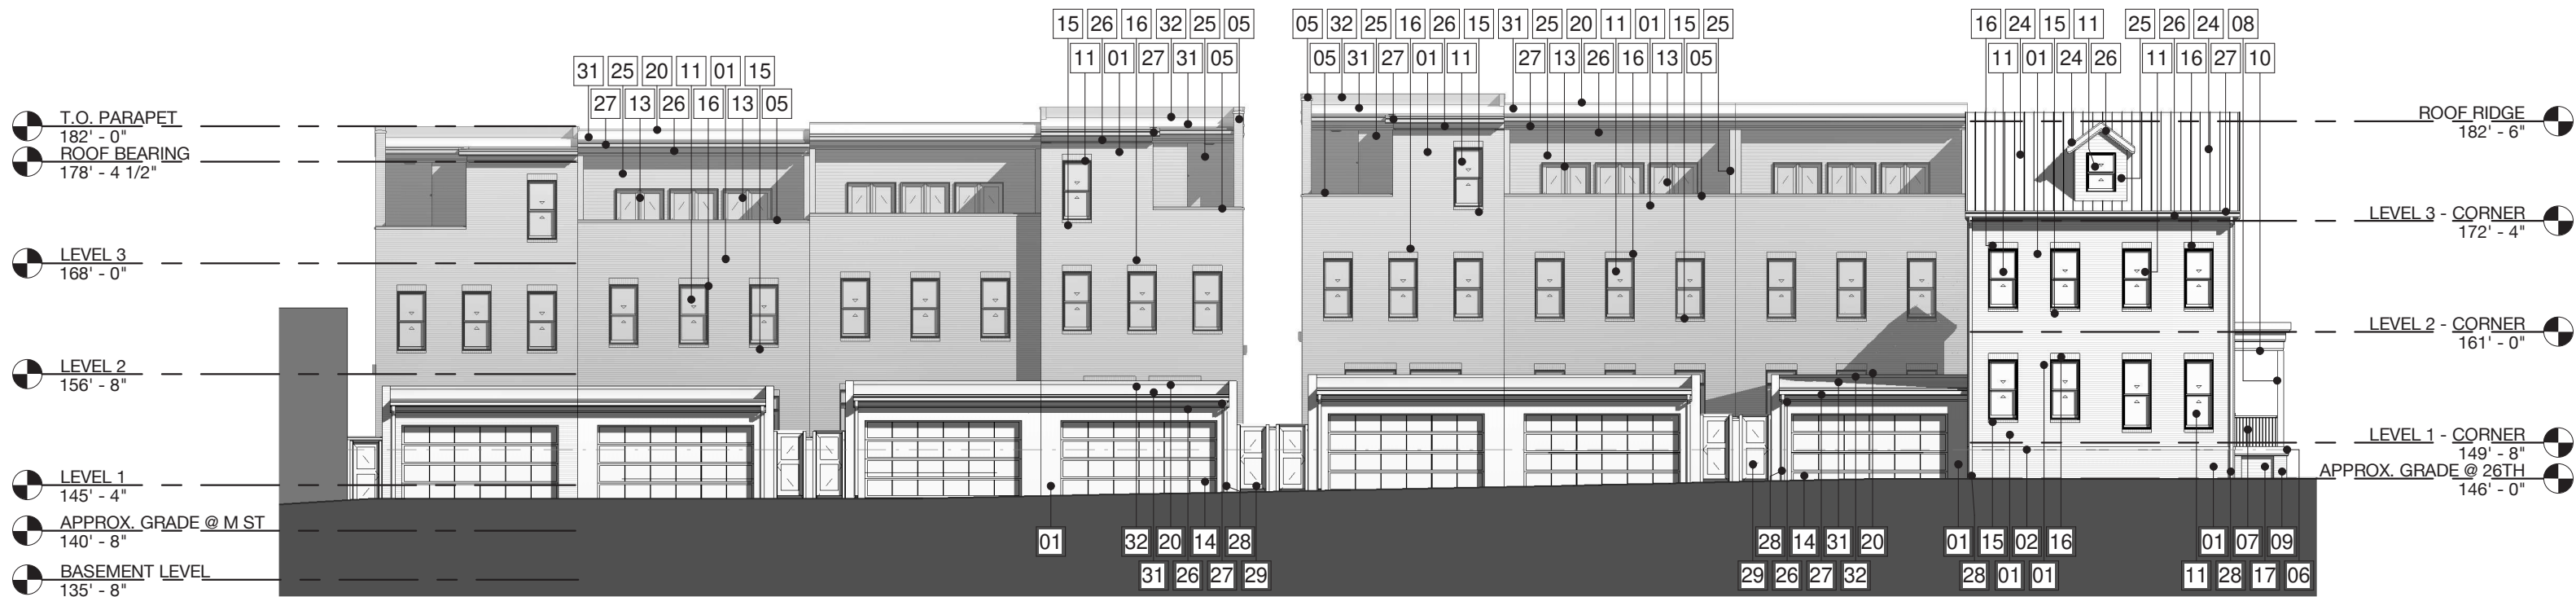 15 26 16 32 25 05
05 32 25 16 26 15 31 25 20 11 01 15 25
16 24 15 11 25 26 24 08
11 01 27 31 05
05 31 27 01 11 27 13 26 16 13 05
11 01 24 26 11 16 27 10
31 25 20 11 01 15
27 13 26 16 13 05
T.O. PARAPET
182' - 0"
ROOF BEARING
178' - 4 1/2"
LEVEL 3
168' - 0"
LEVEL 2
156' - 8"
LEVEL 1
145' - 4"
APPROX. GRADE @ M ST
140' - 8"
BASEMENT LEVEL
135' - 8"
ROOF RIDGE
182' - 6"
LEVEL 3 - CORNER
172' - 4"
LEVEL 2 - CORNER
161' - 0"
LEVEL 1 - CORNER
149' - 8"
APPROX. GRADE @ 26TH
146' - 0"
01 32 20 14 28
31 26 27 29
28 14 31 20
29 26 27 32
01 15 02 16
28 01 01
01 07 09
11 28 17 06